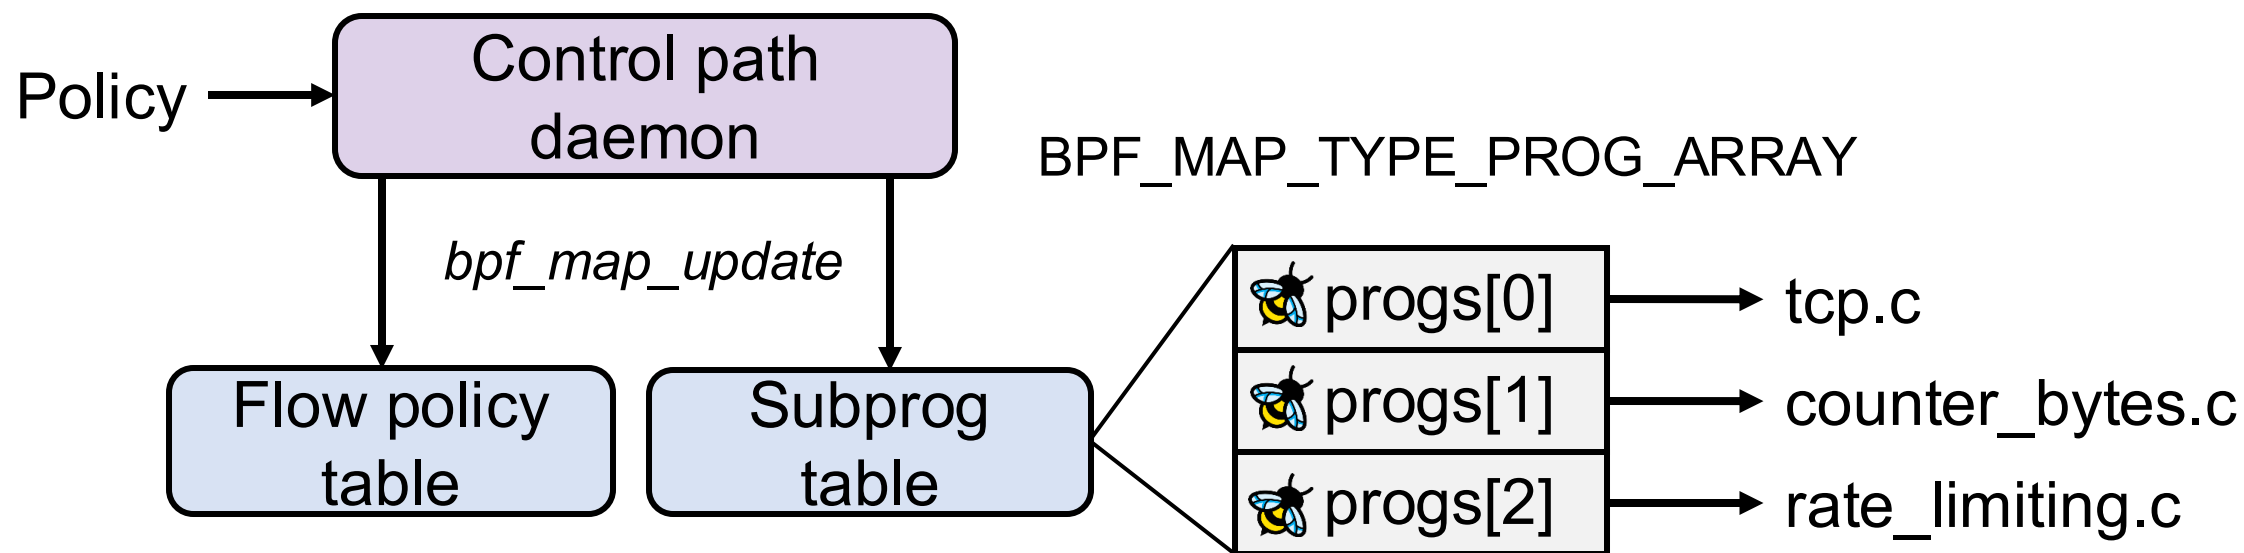 Policy
Control path
daemon
bpf_map_update
Flow policy
table
Subprog
table
BPF_MAP_TYPE_PROG_ARRAY
progs[0]
tcp.c
progs[1]
counter_bytes.c
progs[2]
rate_limiting.c